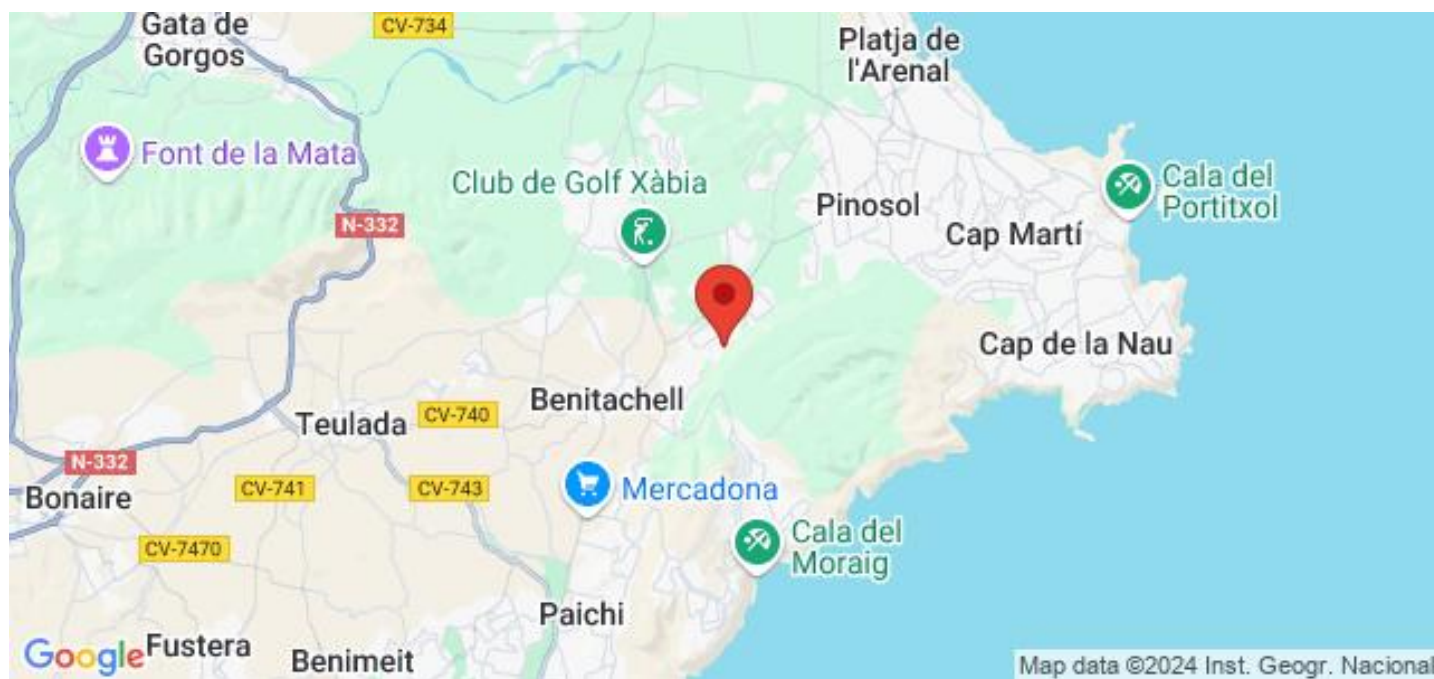 Gata de
Gorgos
CV-734
Platja de
l'Arenal
Font de la Mata
Club de Golf Xàbia
Cala del
Portitxol
Pinosol
N-332
Cap Martí
Cap de la Nau
Benitachell
Teulada
CV-740
N-332
Bonaire
CV-741
CV-743
Mercadona
CV-7470
Cala del
Moraig
Paichi
Google
Fustera
Benimeit
Map data ©2024 Inst. Geogr. Nacional